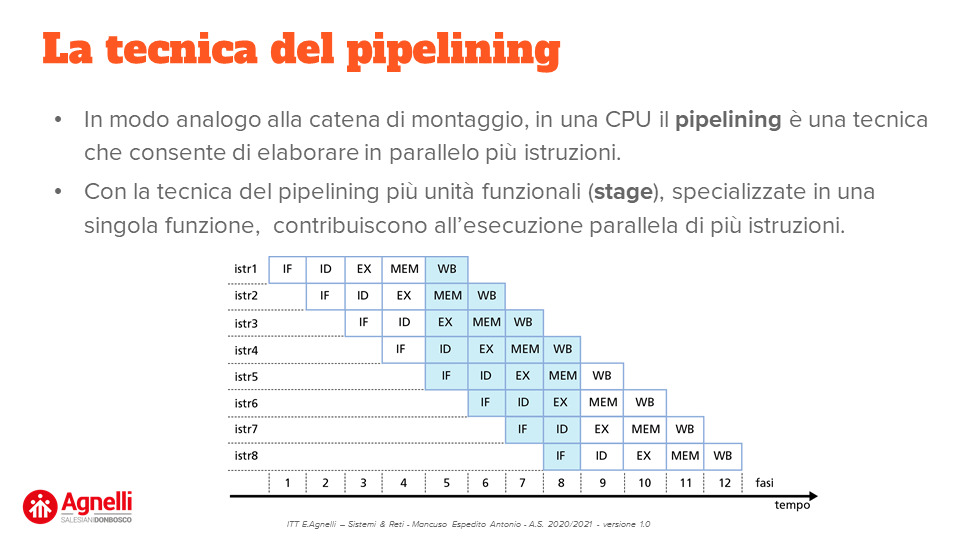 La tecnica del pipelining
• In modo analogo alla catena di montaggio, in una CPU il pipelining è una tecnica
che consente di elaborare in parallelo più istruzioni.
• Con la tecnica del pipelining più unità funzionali (stage), specializzate in una
singola funzione, contribuiscono all'esecuzione parallela di più istruzioni.
istr1 IF ID EX MEM WB
istr2 IF ID EX MEM WB
istr3 IF ID EX MEM WB
istr4 IF ID EX MEM WB
istr5 IF ID EX MEM WB
istr6 IF ID EX MEM WB
istr7 IF ID EX MEM WB
istr8 IF ID EX MEM WB
1 2 3 4 5 6 7 8 9 10 11 12 fasi
tempo
Agnelli
SALESIANI DONBOSCO
ITT E.Agnelli – Sistemi & Reti - Mancuso Espedito Antonio - A.S. 2020/2021 - versione 1.0